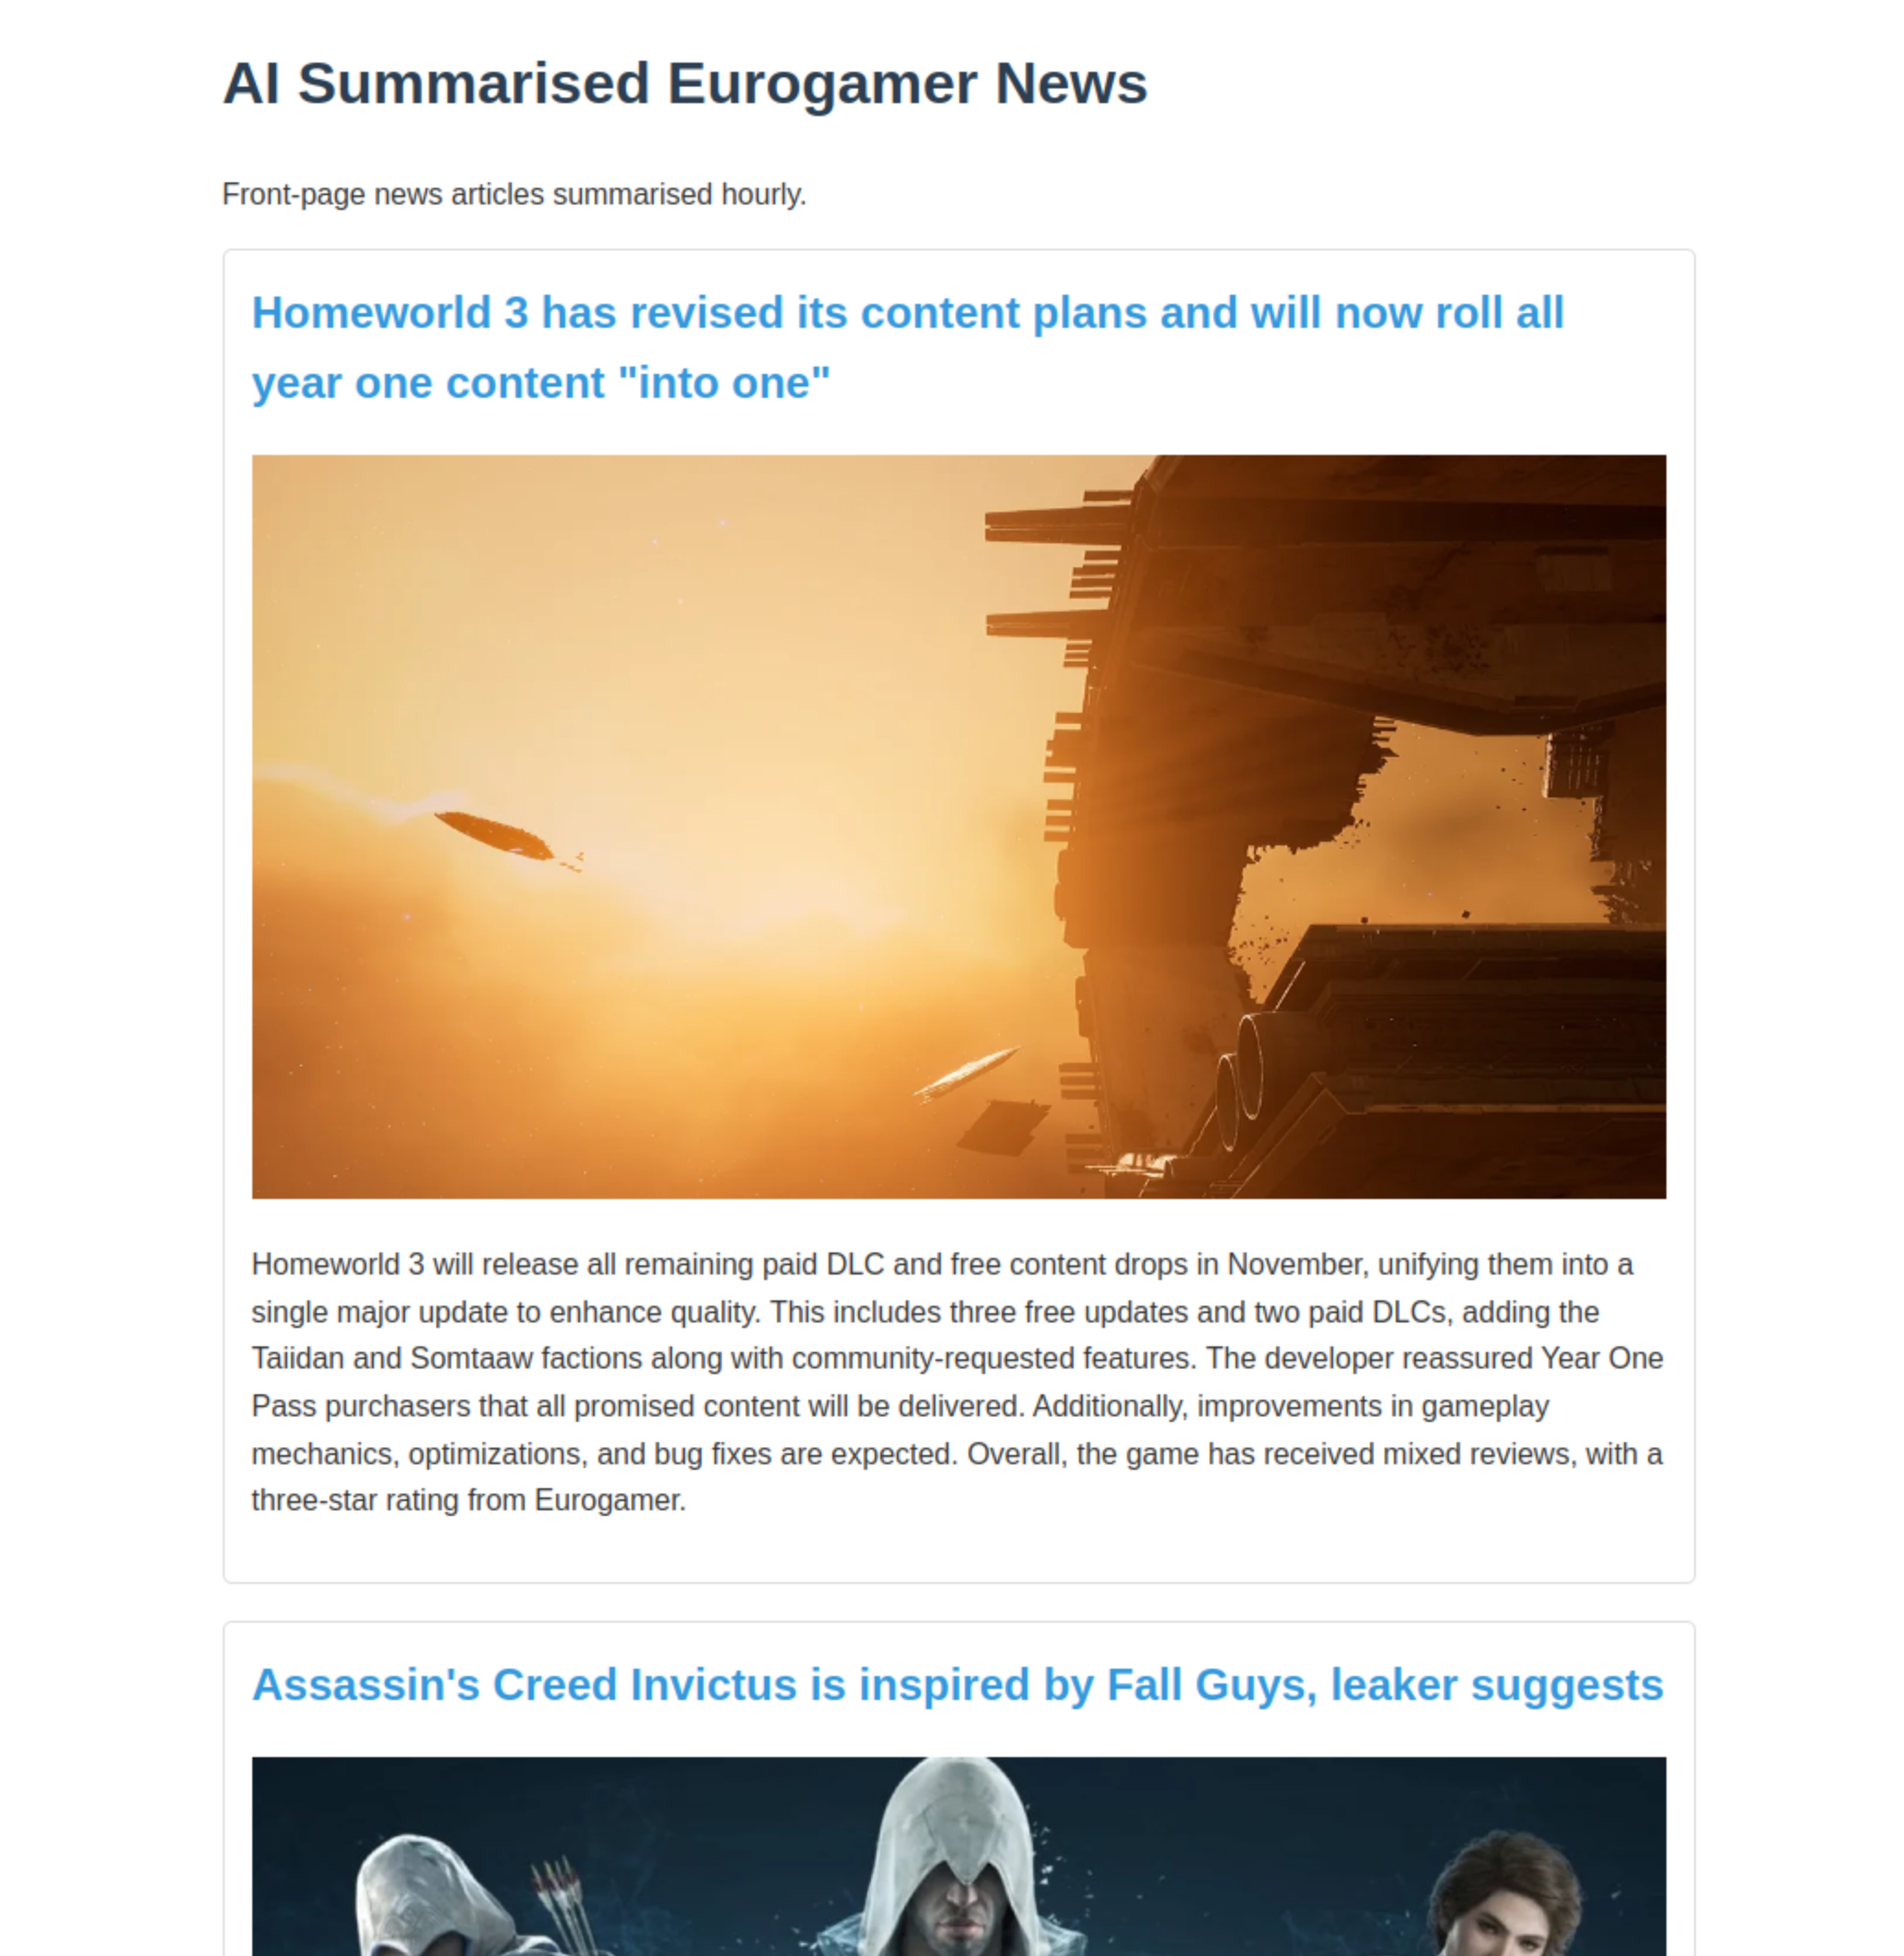 AI Summarised Eurogamer News
Front-page news articles summarised hourly.
Homeworld 3 has revised its content plans and will now roll all
year one content "into one"
Homeworld 3 will release all remaining paid DLC and free content drops in November, unifying them into a
single major update to enhance quality. This includes three free updates and two paid DLCs, adding the
Taiidan and Somtaaw factions along with community-requested features. The developer reassured Year One
Pass purchasers that all promised content will be delivered. Additionally, improvements in gameplay
mechanics, optimizations, and bug fixes are expected. Overall, the game has received mixed reviews, with a
three-star rating from Eurogamer.
Assassin's Creed Invictus is inspired by Fall Guys, leaker suggests